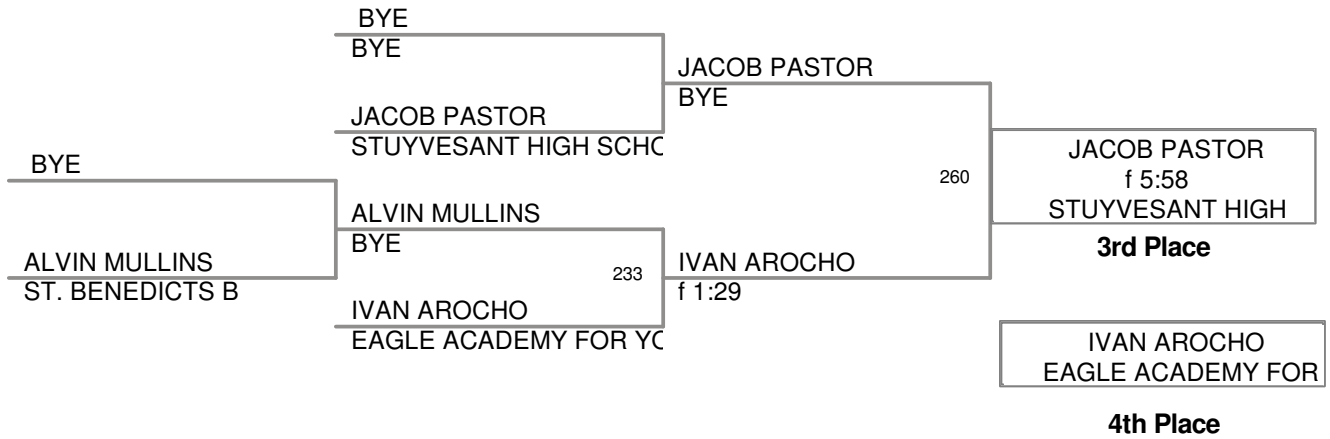 BYE
BYE
JACOB PASTOR
BYE
JACOB PASTOR
STUYVESANT HIGH SCHO
JACOB PASTOR
f 5:58
STUYVESANT HIGH
3rd Place
BYE
260
ALVIN MULLINS
BYE
ALVIN MULLINS
ST. BENEDICTS B
233
IVAN AROCHO
f 1:29
IVAN AROCHO
EAGLE ACADEMY FOR YO
IVAN AROCHO
EAGLE ACADEMY FOR
4th Place